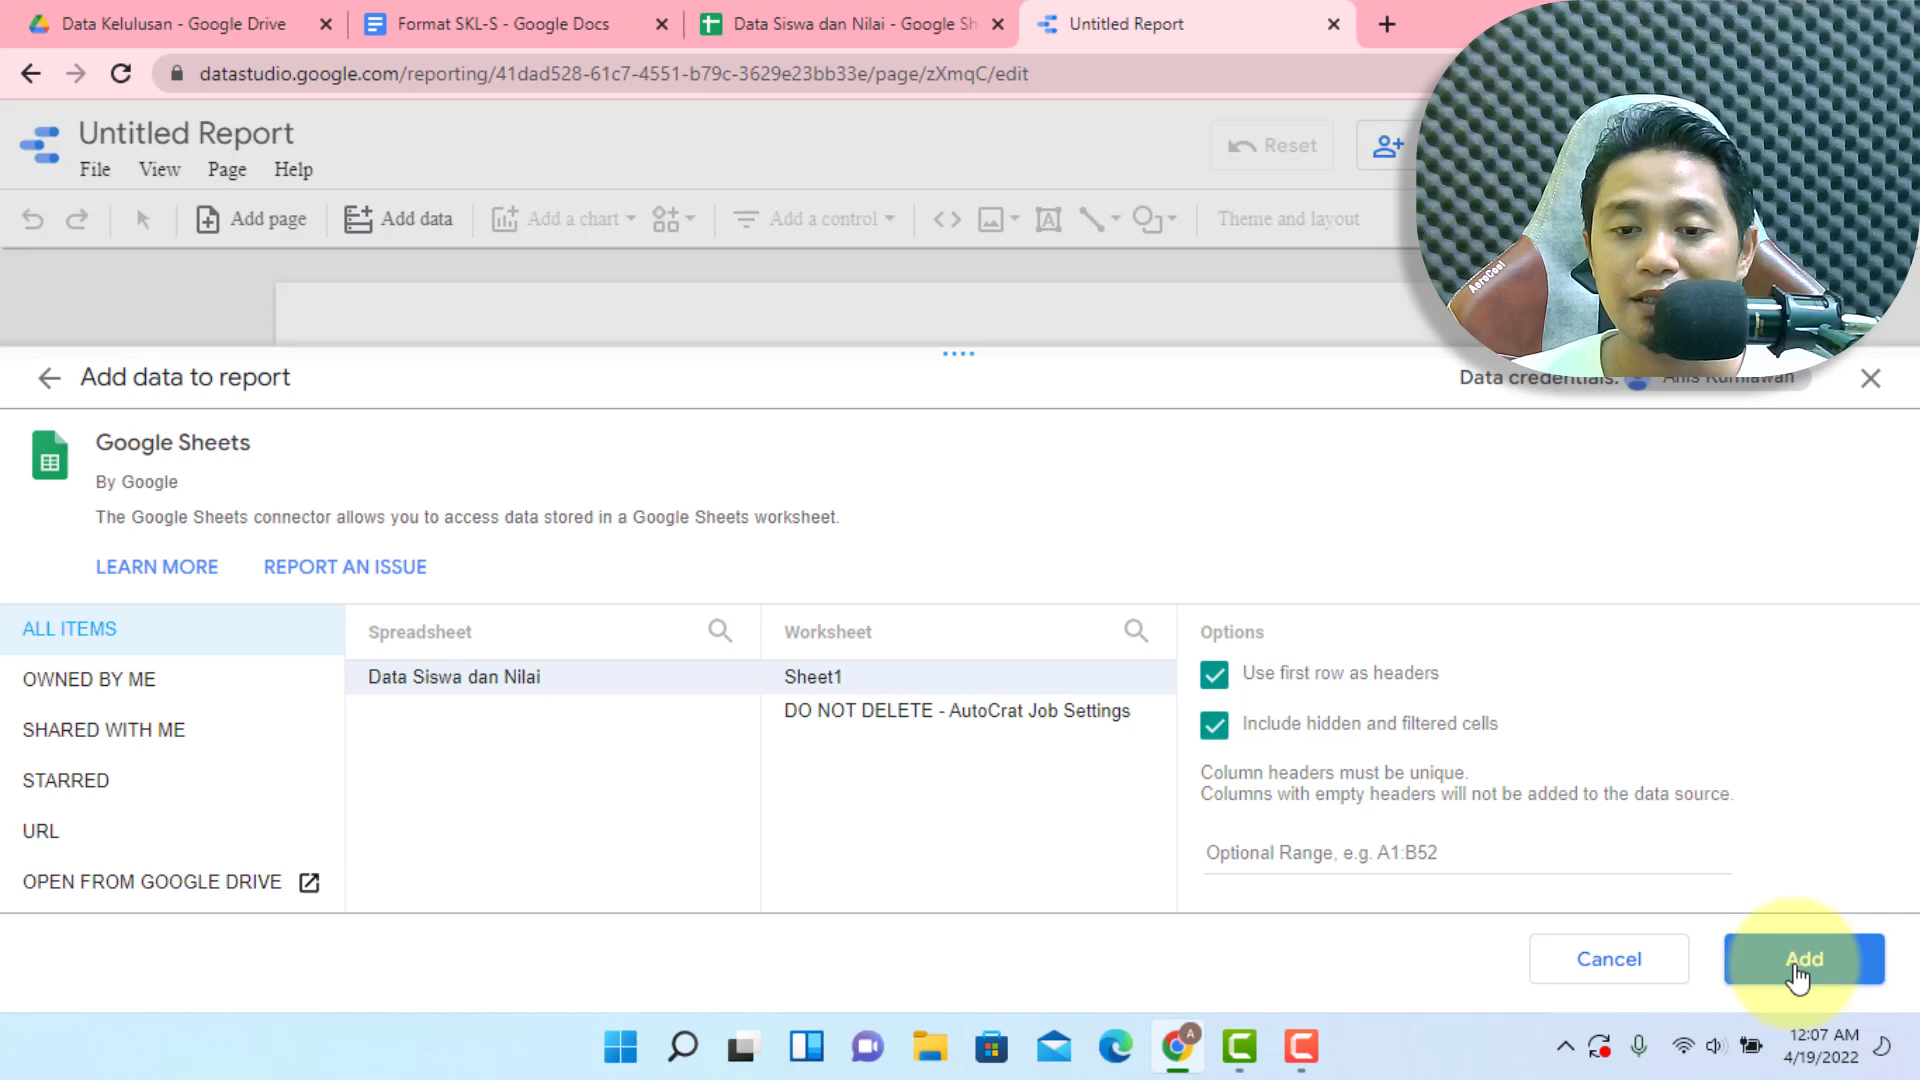 Data Kelulusan - Google Drive
Format SKL-S - Google Docs
Data Siswa dan Nilai - Google Sh
Untitled Report
datastudio.google.com/reporting/41dad528-61c7-4551-b79c-3629e23bb33e/page/zXmqC/edit
Untitled Report
Reset
File View Page Help
Add page
Add data
Add a chart
Add a control
Theme and layout
AeroCool
Add data to report
Data credentials: Anis Kurniawan
Google Sheets
By Google
The Google Sheets connector allows you to access data stored in a Google Sheets worksheet.
LEARN MORE REPORT AN ISSUE
ALL ITEMS
OWNED BY ME
SHARED WITH ME
STARRED
URL
OPEN FROM GOOGLE DRIVE
Spreadsheet
Data Siswa dan Nilai
Worksheet
Sheet1
DO NOT DELETE - AutoCrat Job Settings
Options
Use first row as headers
Include hidden and filtered cells
Column headers must be unique.
Columns with empty headers will not be added to the data source.
Optional Range, e.g. A1:B52
Cancel
Add
A
12:07 AM
4/19/2022